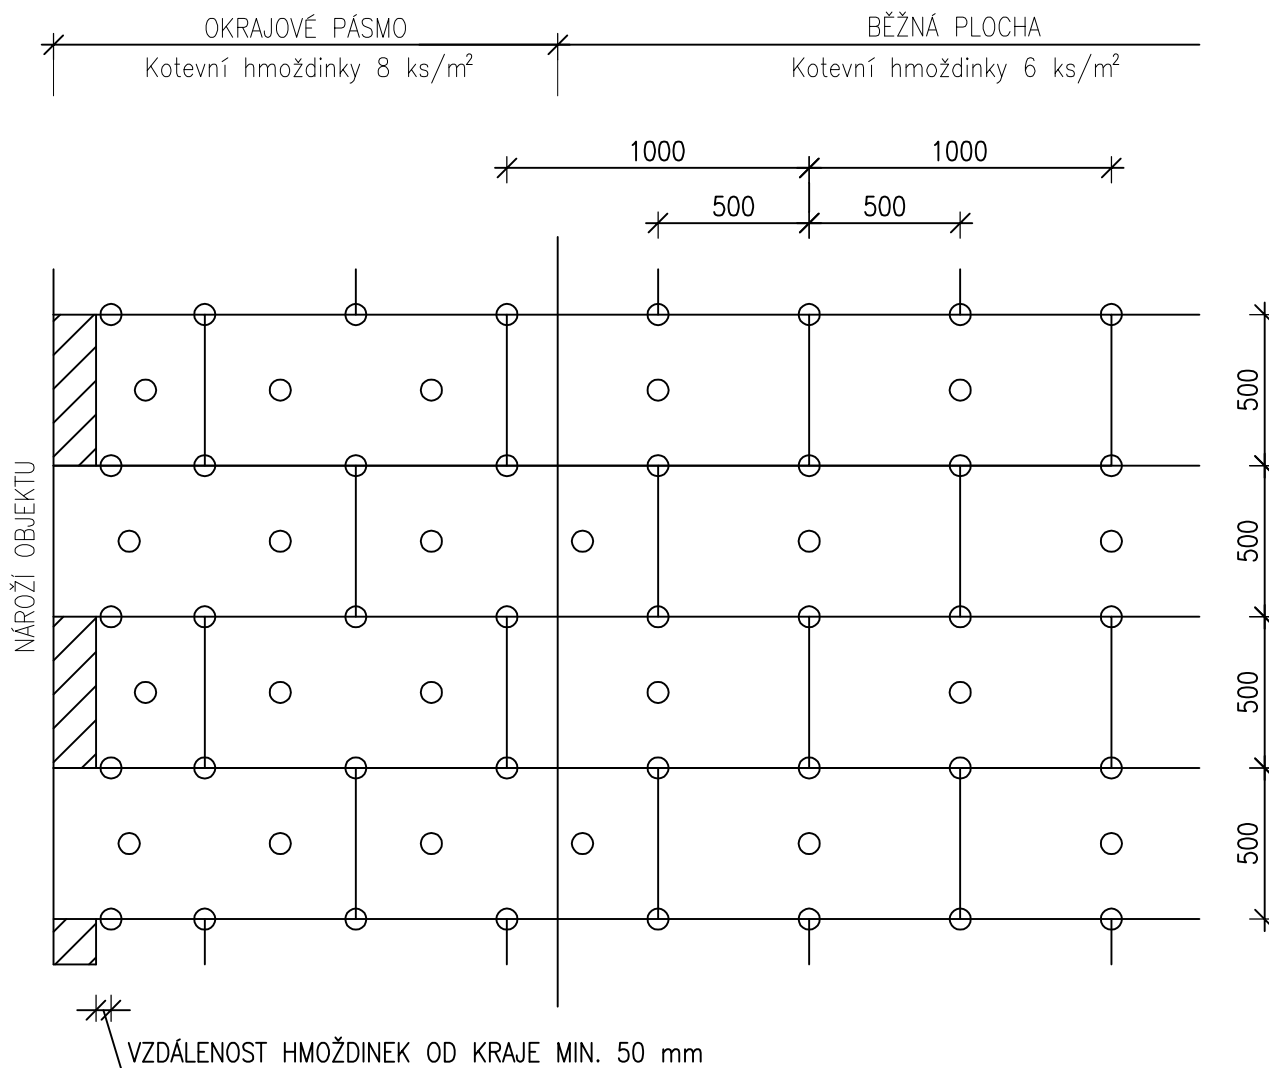 OKRAJOVÉ PÁSMO
BĚŽNÁ PLOCHA
Kotevní hmoždinky 8 ks/m²
Kotevní hmoždinky 6 ks/m²
1000
1000
500
500
500
500
500
500
NÁROŽÍ OBJEKTU
VZDÁLENOST HMOŽDINEK OD KRAJE MIN. 50 mm